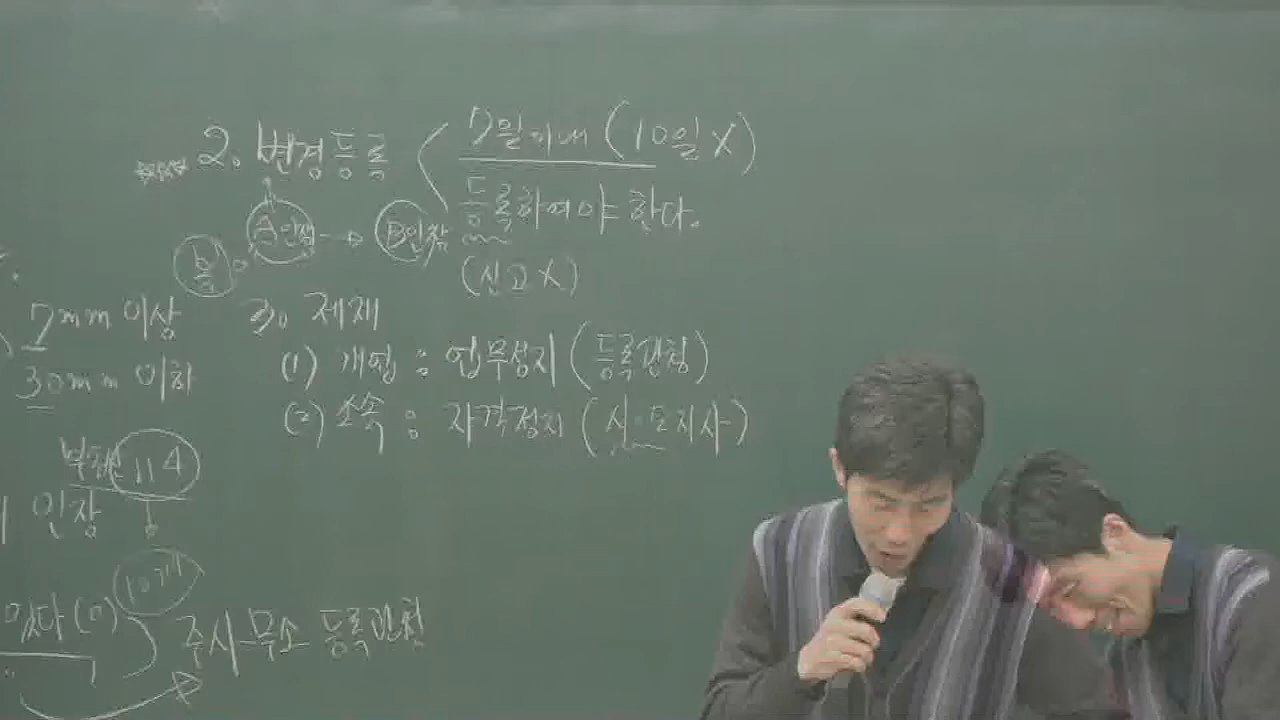 2. 변경등록 7일이내 (10일 X)
등록하여야 한다.
A인장 → B인장
(신고 X)
7mm 이상
30mm 이하
3. 제재
(1) 개업 : 업무정지 (등록관청)
(2) 소속 : 자격정지 (시·도지사)
114
인장
10개
있다 (0)
주사무소 등록관청